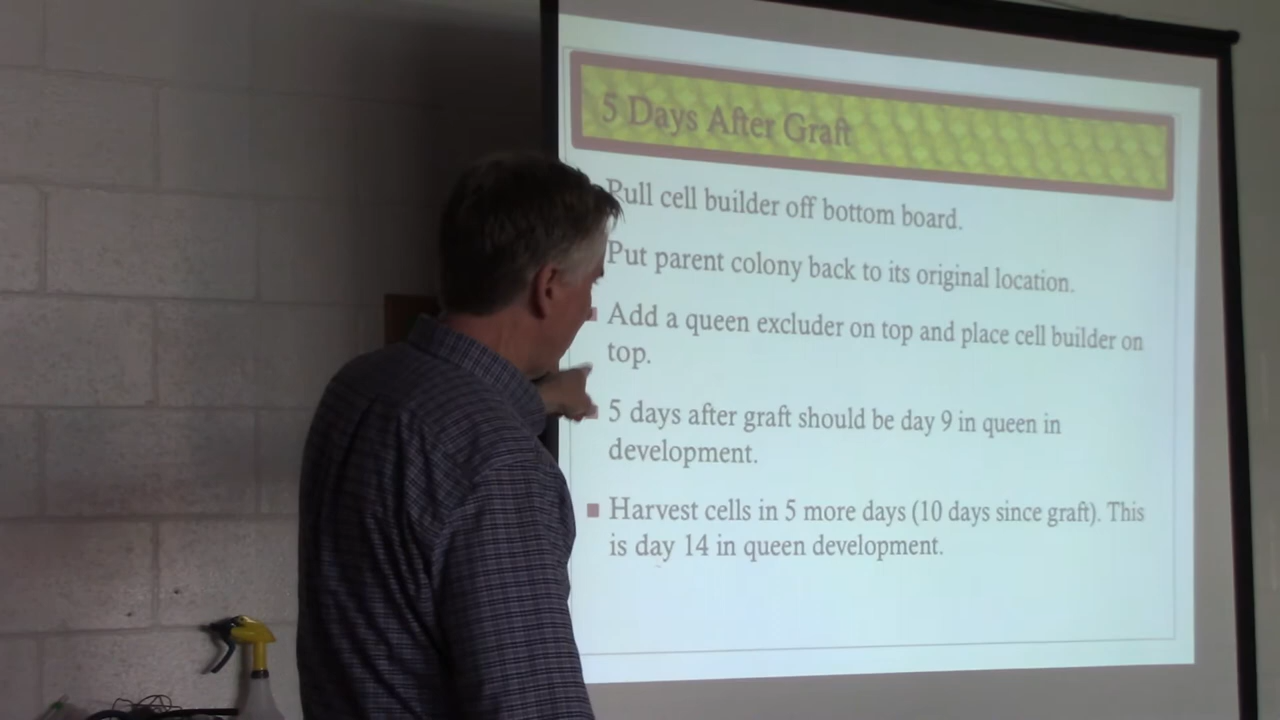 5 Days After Graft
Pull cell builder off bottom board.
Put parent colony back to its original location.
Add a queen excluder on top and place cell builder on
top.
5 days after graft should be day 9 in queen in
development.
Harvest cells in 5 more days (10 days since graft). This
is day 14 in queen development.